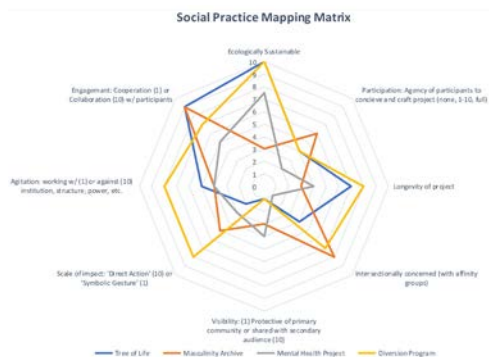 Social Practice Mapping Matrix
Ecologically Sustainable
10
9
8
7
6
5
4
3
2
1
0
Engagement: Cooperation (1) or
Collaboration (10) w/ participants
Participation: Agency of participants
to concieve and craft project (none, 1-10, full)
Agitation: working w/ (1) or against (10)
institution, structure, power, etc.
Longevity of project
Scale of impact: 'Direct Action' (10) or
'Symbolic Gesture' (1)
Intersectionally concerned (with affinity
groups)
Visibility: (1) Protective of primary
community or shared with secondary
audience (10)
Tree of Life
Masculinity Archive
Mental Health Project
Diversion Program